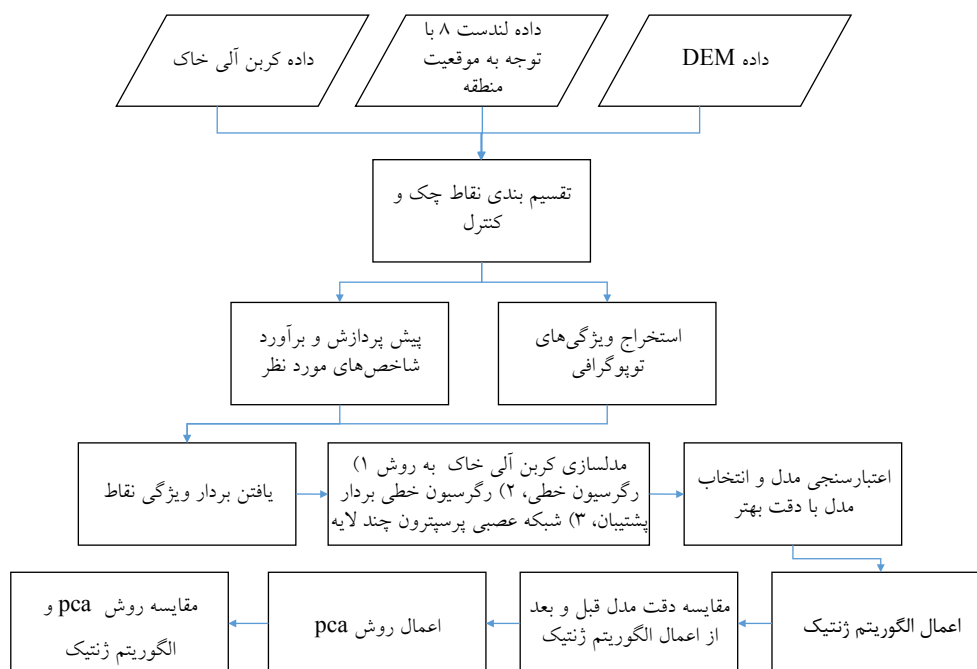 داده کربن آلی خاک
داده لندست ۸ با
توجه به موقعیت
منطقه
داده DEM
تقسیم بندی نقاط چک و
کنترل
پیش پردازش و برآورد
شاخص‌های مورد نظر
استخراج ویژگی‌های
توپوگرافی
یافتن بردار ویژگی نقاط
مدلسازی کربن آلی خاک به روش ۱)
رگرسیون خطی، ۲) رگرسیون خطی بردار
پشتیبان، ۳) شبکه عصبی پرسپترون چند لایه
اعتبارسنجی مدل و انتخاب
مدل با دقت بهتر
اعمال الگوریتم ژنتیک
مقایسه دقت مدل قبل و بعد
از اعمال الگوریتم ژنتیک
اعمال روش pca
مقایسه روش pca و
الگوریتم ژنتیک